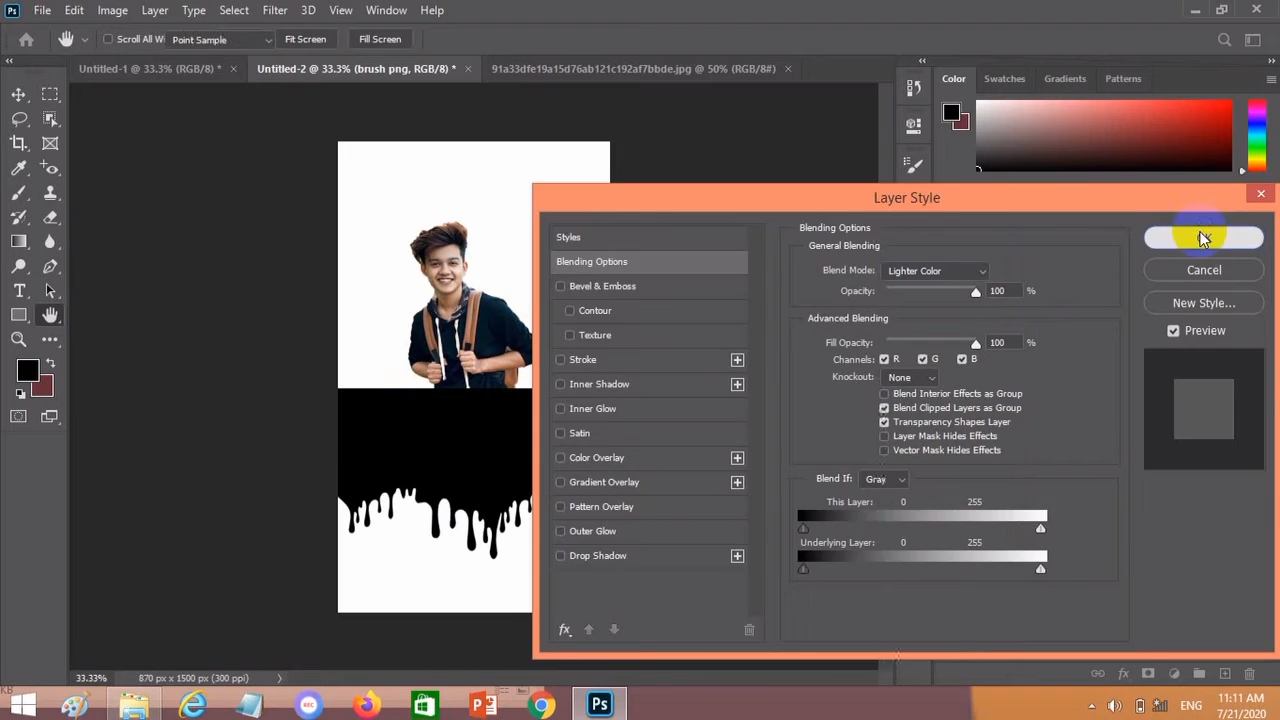 Ps File Edit Image Layer Type Select Filter 3D View Window Help
Scroll All Wi Point Sample Fit Screen Fill Screen
Untitled-1 @ 33.3% (RGB/8) * × Untitled-2 @ 33.3% (brush png, RGB/8) * × 91a33dfe19a15d76ab121c192af7bbde.jpg @ 50% (RGB/8#) ×
Color Swatches Gradients Patterns
Layer Style
Styles
Blending Options
Bevel & Emboss
Contour
Texture
Stroke
Inner Shadow
Inner Glow
Satin
Color Overlay
Gradient Overlay
Pattern Overlay
Outer Glow
Drop Shadow
fx
Blending Options
General Blending
Blend Mode: Lighter Color
Opacity: 100 %
Advanced Blending
Fill Opacity: 100 %
Channels: R G B
Knockout: None
Blend Interior Effects as Group
Blend Clipped Layers as Group
Transparency Shapes Layer
Layer Mask Hides Effects
Vector Mask Hides Effects
Blend If: Gray
This Layer: 0 255
Underlying Layer: 0 255
Cancel
New Style...
Preview
T
33.33% 870 px x 1500 px (300 ppi)
fx
KB
REC
Ps
ENG
11:11 AM
7/21/2020